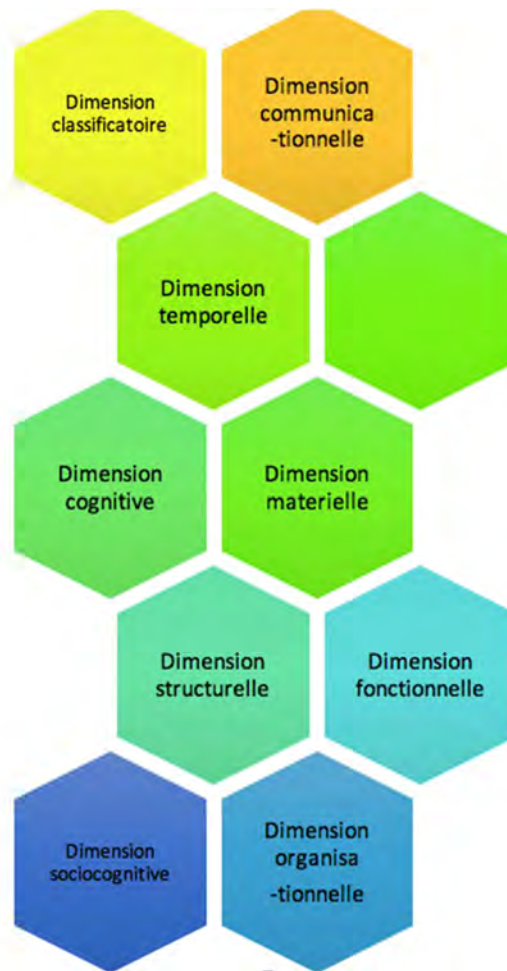 Dimension
classificatoire
Dimension
communica
-tionnelle
Dimension
temporelle
Dimension
cognitive
Dimension
materielle
Dimension
structurelle
Dimension
fonctionnelle
Dimension
sociocognitive
Dimension
organisa
-tionnelle